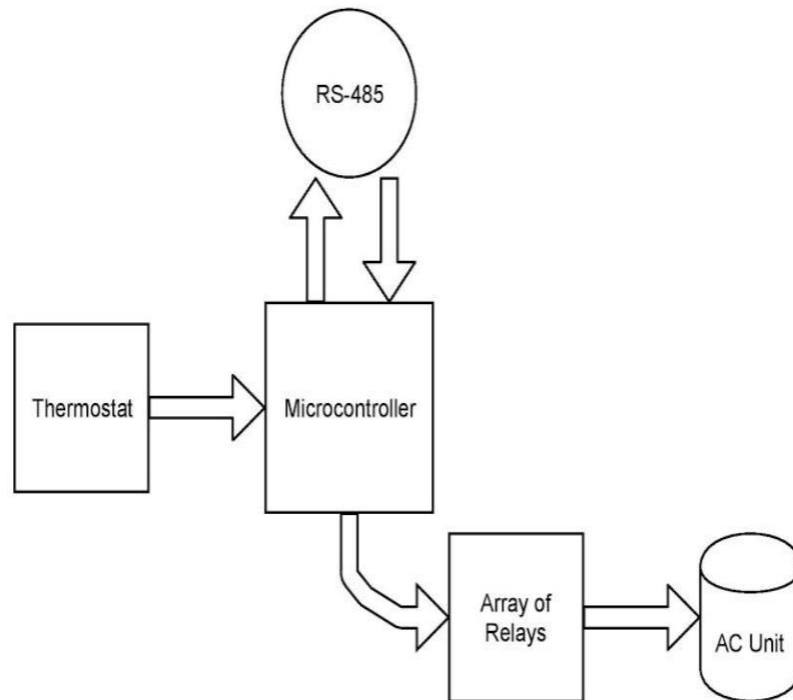 RS-485
Thermostat
Microcontroller
Array of
Relays
AC Unit